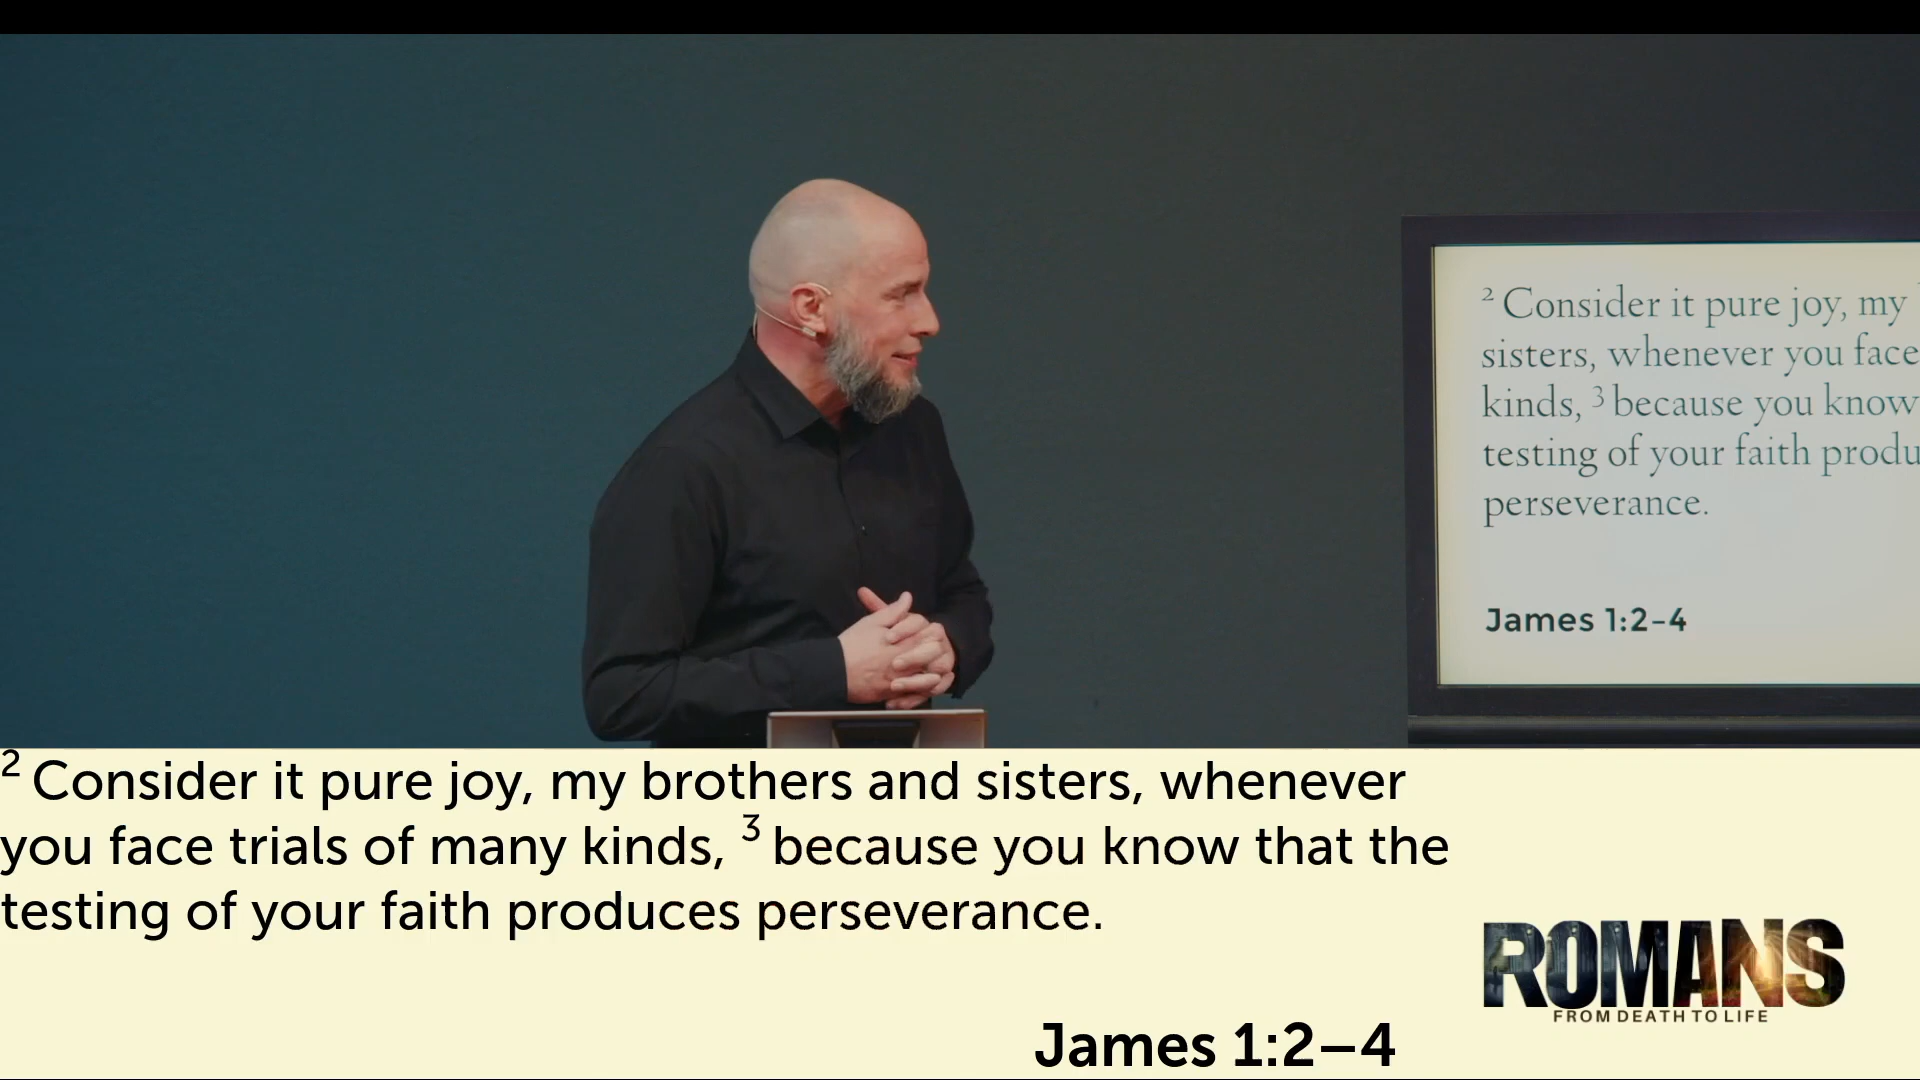 ² Consider it pure joy, my
sisters, whenever you face
kinds, ³ because you know
testing of your faith produ
perseverance.
James 1:2–4
² Consider it pure joy, my brothers and sisters, whenever
you face trials of many kinds, ³ because you know that the
testing of your faith produces perseverance.
James 1:2–4
ROMANS
FROM DEATH TO LIFE